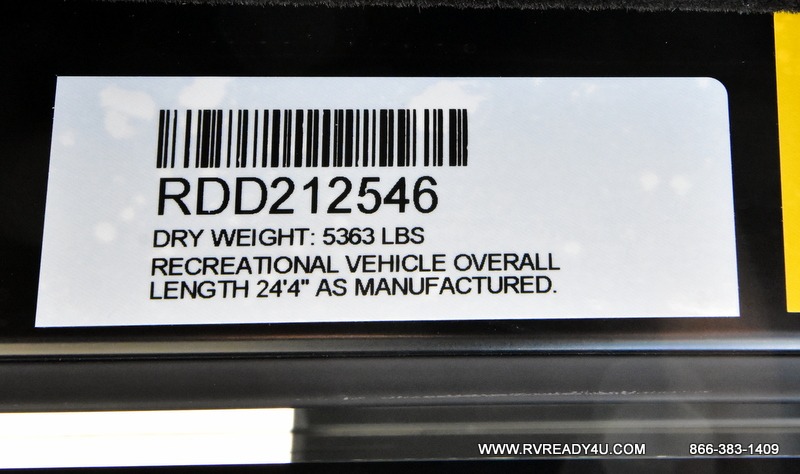 RDD212546
DRY WEIGHT: 5363 LBS
RECREATIONAL VEHICLE OVERALL
LENGTH 24'4" AS MANUFACTURED.
WWW.RVREADY4U.COM 866-383-1409